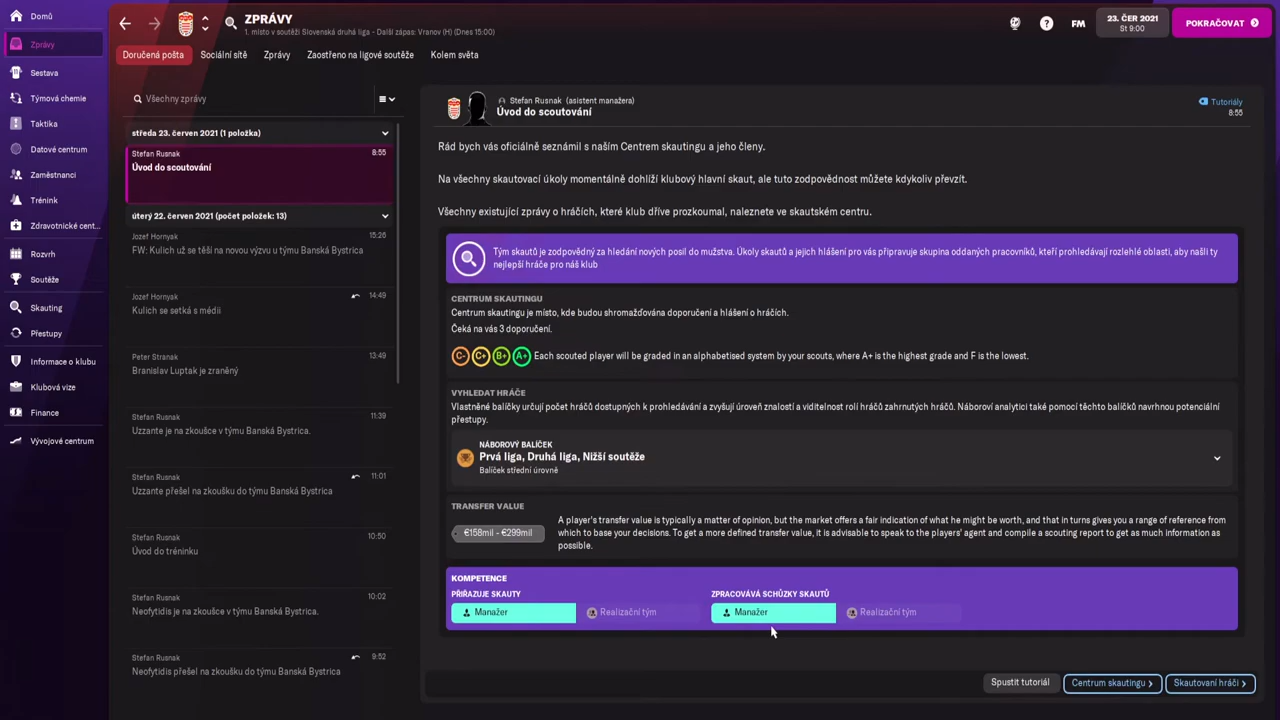 Domů
Zprávy
Sestava
Týmová chemie
Taktika
Datové centrum
Zaměstnanci
Trénink
Zdravotnické cent...
Rozvrh
Soutěže
Skauting
Přestupy
Informace o klubu
Klubová vize
Finance
Vývojové centrum
ZPRÁVY
1. místo v soutěži Slovenská druhá liga - Další zápas: Vranov (H) (Dnes 15:00)
?
FM
23. ČER 2021
St 9:00
POKRAČOVAT
Doručená pošta
Sociální sítě
Zprávy
Zaostřeno na ligové soutěže
Kolem světa
Všechny zprávy
středa 23. červen 2021 (1 položka)
Stefan Rusnak 8:55
Úvod do scoutování
úterý 22. červen 2021 (počet položek: 13)
Jozef Hornyak 15:26
FW: Kulich už se těší na novou výzvu u týmu Banská Bystrica
Jozef Hornyak 14:49
Kulich se setká s médii
Peter Stranak 13:49
Branislav Luptak je zraněný
Stefan Rusnak 11:39
Uzzante je na zkoušce v týmu Banská Bystrica.
Stefan Rusnak 11:01
Uzzante přešel na zkoušku do týmu Banská Bystrica
Stefan Rusnak 10:50
Úvod do tréninku
Stefan Rusnak 10:02
Neofytidis je na zkoušce v týmu Banská Bystrica.
Stefan Rusnak 9:52
Neofytidis přešel na zkoušku do týmu Banská Bystrica
Stefan Rusnak (asistent manažera)
Úvod do scoutování
Tutoriály
8:55
Rád bych vás oficiálně seznámil s naším Centrem skautingu a jeho členy.
Na všechny skautovací úkoly momentálně dohlíží klubový hlavní skaut, ale tuto zodpovědnost můžete kdykoliv převzít.
Všechny existující zprávy o hráčích, které klub dříve prozkoumal, naleznete ve skautském centru.
Tým skautů je zodpovědný za hledání nových posil do mužstva. Úkoly skautů a jejich hlášení pro vás připravuje skupina oddaných pracovníků, kteří prohledávají rozlehlé oblasti, aby našli ty
nejlepší hráče pro náš klub
CENTRUM SKAUTINGU
Centrum skautingu je místo, kde budou shromažďována doporučení a hlášení o hráčích.
Čeká na vás 3 doporučení.
C- C+ B+ A+ Each scouted player will be graded in an alphabetised system by your scouts, where A+ is the highest grade and F is the lowest.
VYHLEDAT HRÁČE
Vlastněné balíčky určují počet hráčů dostupných k prohledávání a zvyšují úroveň znalostí a viditelnost rolí hráčů zahrnutých hráčů. Náboroví analytici také pomocí těchto balíčků navrhnou potenciální
přestupy.
NÁBOROVÝ BALÍČEK
Prvá liga, Druhá liga, Nižší soutěže
Balíček střední úrovně
TRANSFER VALUE
€158mil - €299mil
A player's transfer value is typically a matter of opinion, but the market offers a fair indication of what he might be worth, and that in turns gives you a range of reference from
which to base your decisions. To get a more defined transfer value, it is advisable to speak to the players' agent and compile a scouting report to get as much information as
possible.
KOMPETENCE
PŘIŘAZUJE SKAUTY
Manažer
Realizační tým
ZPRACOVÁVÁ SCHŮZKY SKAUTŮ
Manažer
Realizační tým
Spustit tutoriál
Centrum skautingu
Skautovaní hráči